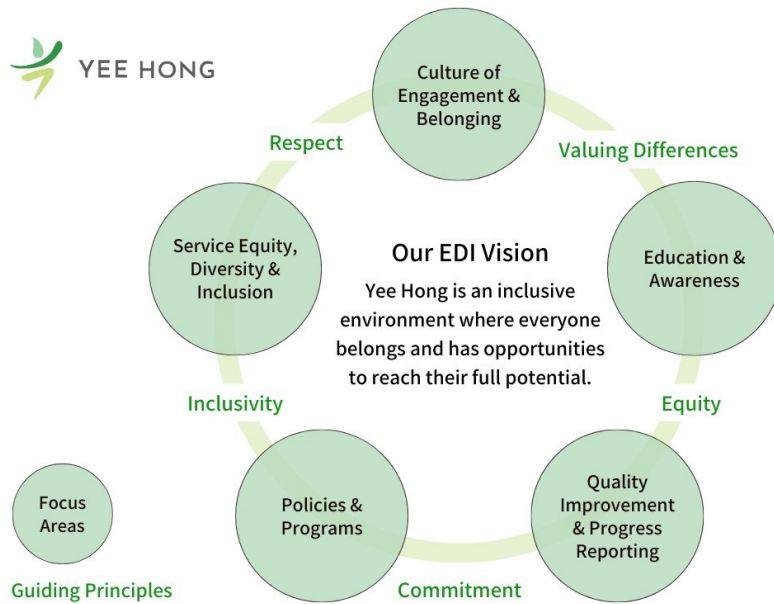 YEE HONG
Culture of
Engagement &
Belonging
Respect
Valuing Differences
Service Equity,
Diversity &
Inclusion
Our EDI Vision
Yee Hong is an inclusive
environment where everyone
belongs and has opportunities
to reach their full potential.
Education &
Awareness
Inclusivity
Equity
Focus
Areas
Policies &
Programs
Quality
Improvement
& Progress
Reporting
Guiding Principles
Commitment